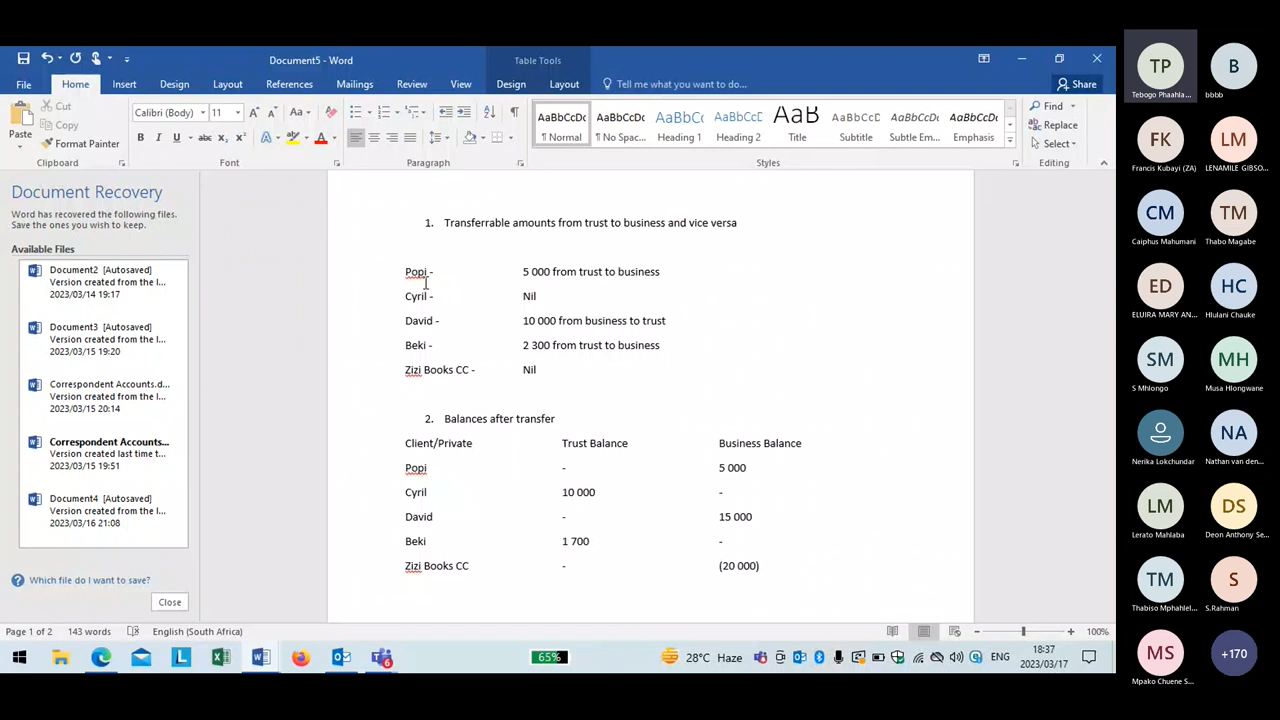 Document5 - Word
Table Tools
File Home Insert Design Layout References Mailings Review View Design Layout Tell me what you want to do... Share
Paste
Cut
Copy
Format Painter
Clipboard
Calibri (Body) 11
Font
Paragraph
AaBbCcDc AaBbCcDc AaBbCc AaBbCcD AaB AaBbCcD AaBbCcDc AaBbCcDc
¶ Normal ¶ No Spac... Heading 1 Heading 2 Title Subtitle Subtle Em... Emphasis
Styles
Find
Replace
Select
Editing
Document Recovery
Word has recovered the following files.
Save the ones you wish to keep.
Available Files
Document2 [Autosaved]
Version created from the l...
2023/03/14 19:17
Document3 [Autosaved]
Version created from the l...
2023/03/15 19:20
Correspondent Accounts.d...
Version created from the l...
2023/03/15 20:14
Correspondent Accounts...
Version created last time t...
2023/03/15 19:51
Document4 [Autosaved]
Version created from the l...
2023/03/16 21:08
Which file do I want to save?
Close
1. Transferrable amounts from trust to business and vice versa
Popi - 5 000 from trust to business
Cyril - Nil
David - 10 000 from business to trust
Beki - 2 300 from trust to business
Zizi Books CC - Nil
2. Balances after transfer
Client/Private Trust Balance Business Balance
Popi - 5 000
Cyril 10 000 -
David - 15 000
Beki 1 700 -
Zizi Books CC - (20 000)
Page 1 of 2 143 words English (South Africa) 100%
65% 28°C Haze ENG 18:37
2023/03/17
TP B
Tebogo Phaahla... bbbb
FK LM
Francis Kubayi (ZA) LENAMILE GIBSO...
CM TM
Caiphus Mahumani Thabo Magabe
ED HC
ELUIRA MARY AN... Hlulani Chauke
SM MH
S Mhlongo Musa Hlongwane
NA
Nerika Lokchundar Nathan van den...
LM DS
Lerato Mahlaba Deon Anthony Se...
TM S
Thabiso Mphahlel... S.Rahman
MS +170
Mpako Chuene S...